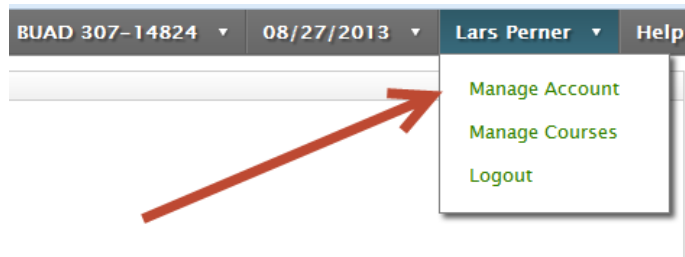 BUAD 307-14824 ▼ 08/27/2013 ▼ Lars Perner ▼ Help
Manage Account
Manage Courses
Logout